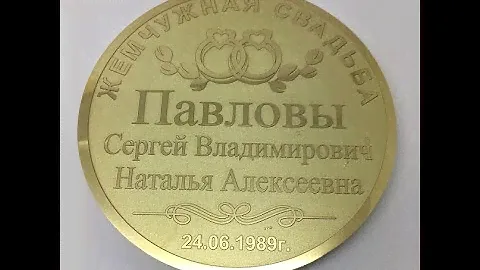 ЖЕМЧУЖНАЯ СВАДЬБА
Павловы
Сергей Владимирович
Наталья Алексеевна
24.06.1989г.